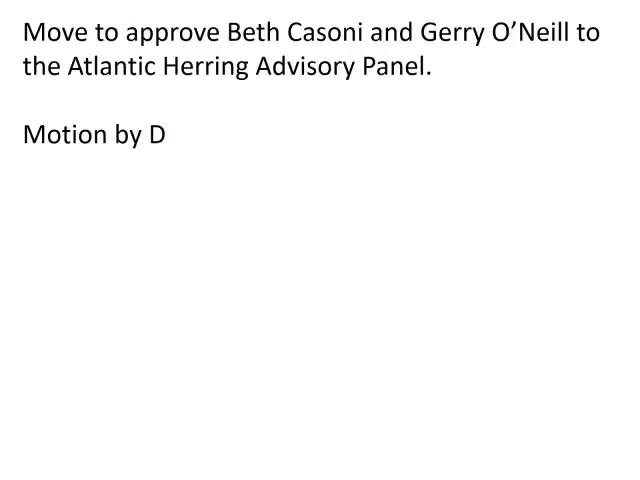 Move to approve Beth Casoni and Gerry O’Neill to
the Atlantic Herring Advisory Panel.
Motion by D